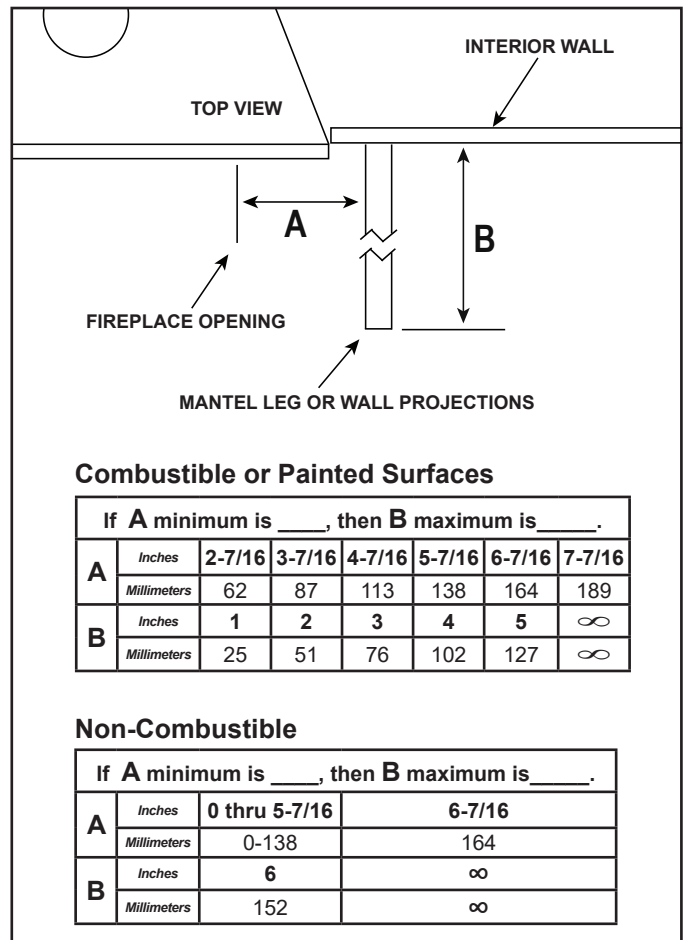 INTERIOR WALL
TOP VIEW
A
B
FIREPLACE OPENING
MANTEL LEG OR WALL PROJECTIONS
Combustible or Painted Surfaces
If A minimum is ____, then B maximum is_____.
A Inches 2-7/16 3-7/16 4-7/16 5-7/16 6-7/16 7-7/16
Millimeters 62 87 113 138 164 189
B Inches 1 2 3 4 5 ∞
Millimeters 25 51 76 102 127 ∞
Non-Combustible
If A minimum is ____, then B maximum is_____.
A Inches 0 thru 5-7/16 6-7/16
Millimeters 0-138 164
B Inches 6 ∞
Millimeters 152 ∞